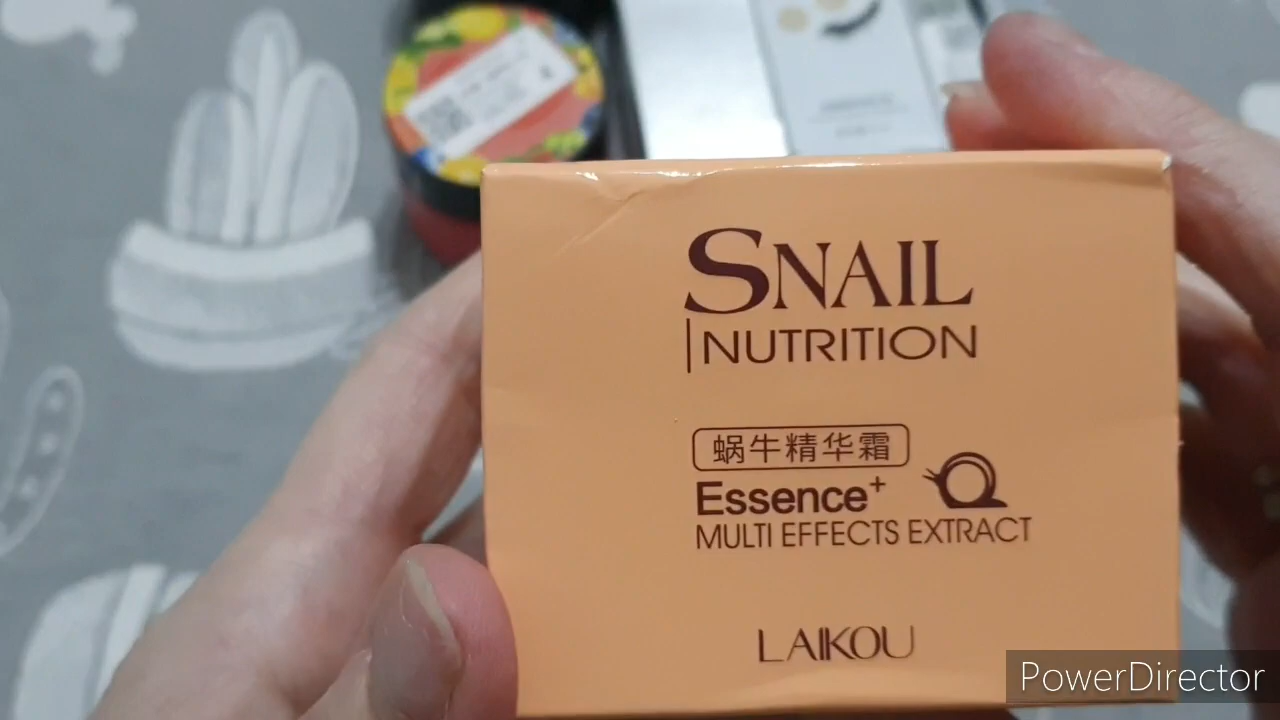 SNAIL
NUTRITION
蜗牛精华霜
Essence+
MULTI EFFECTS EXTRACT
LAIKOU
PowerDirector